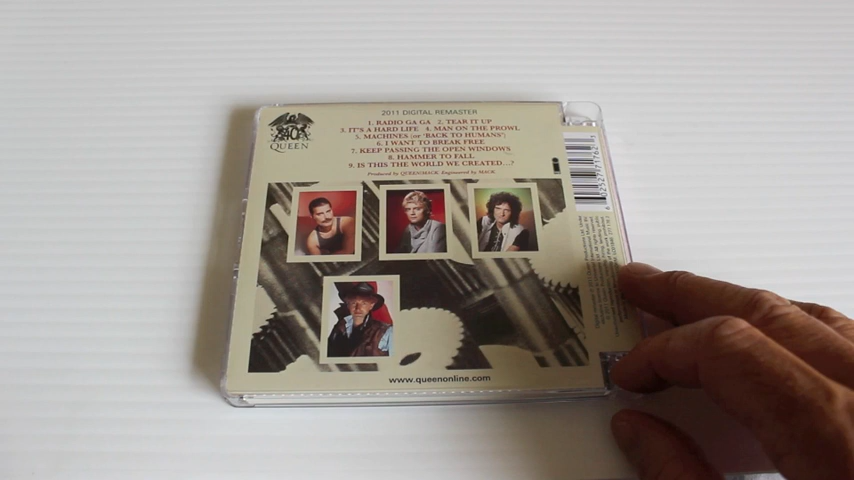 2011 DIGITAL REMASTER
1. RADIO GA GA 2. TEAR IT UP
3. IT'S A HARD LIFE 4. MAN ON THE PROWL
5. MACHINES (or 'BACK TO HUMANS')
6. I WANT TO BREAK FREE
7. KEEP PASSING THE OPEN WINDOWS
8. HAMMER TO FALL
9. IS THIS THE WORLD WE CREATED...?
Produced by QUEEN/MACK. Engineered by MACK
QUEEN
www.queenonline.com